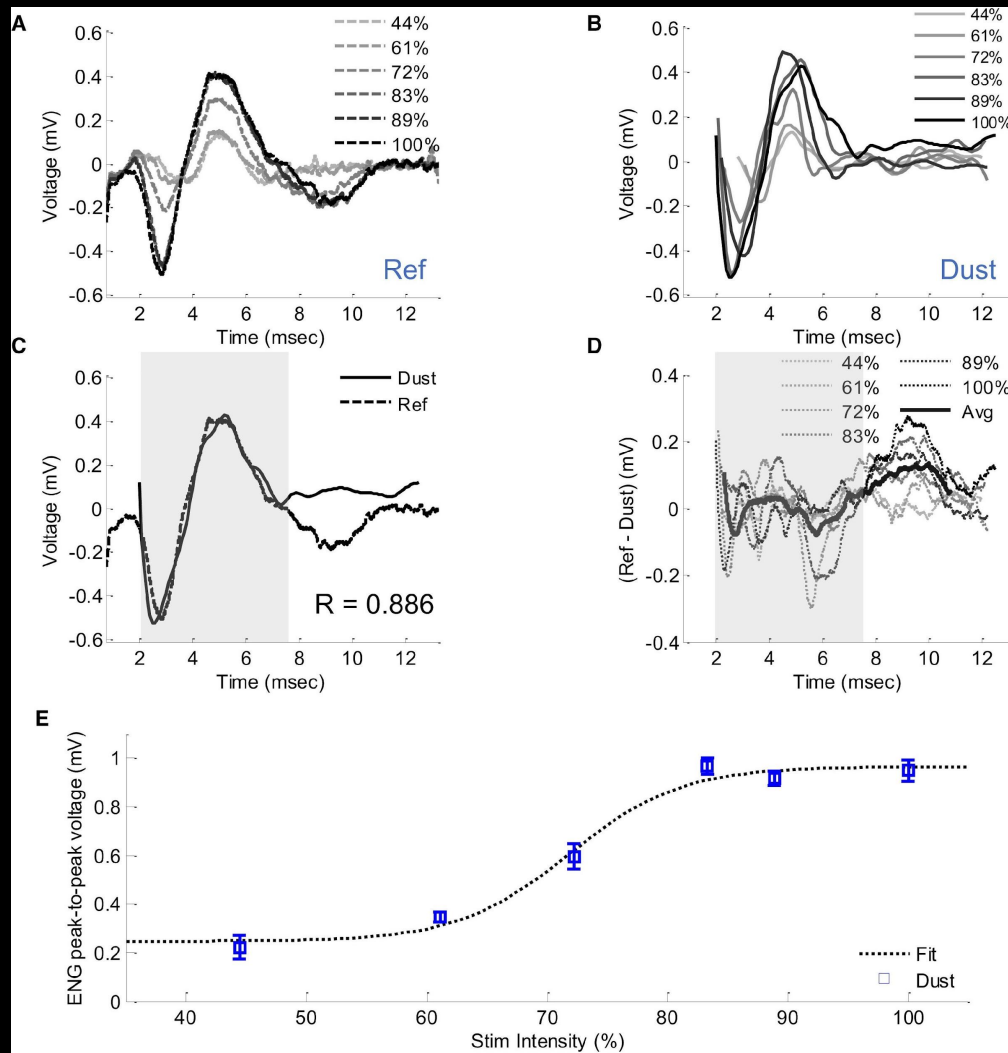 A
0.6
0.4
0.2
0
-0.2
-0.4
-0.6
Voltage (mV)
2 4 6 8 10 12
Time (msec)
44%
61%
72%
83%
89%
100%
Ref
B
0.6
0.4
0.2
0
-0.2
-0.4
-0.6
Voltage (mV)
2 4 6 8 10 12
Time (msec)
44%
61%
72%
83%
89%
100%
Dust
C
0.6
0.4
0.2
0
-0.2
-0.4
-0.6
Voltage (mV)
2 4 6 8 10 12
Time (msec)
Dust
Ref
R = 0.886
D
0.4
0.2
0
-0.2
-0.4
(Ref - Dust) (mV)
2 4 6 8 10 12
Time (msec)
44%
61%
72%
83%
89%
100%
Avg
E
1
0.8
0.6
0.4
0.2
0
ENG peak-to-peak voltage (mV)
40 50 60 70 80 90 100
Stim Intensity (%)
Fit
Dust